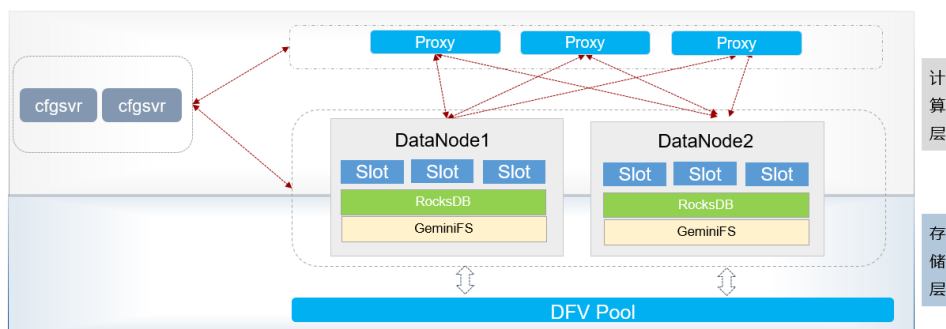 Proxy
Proxy
Proxy
cfgsvr
cfgsvr
DataNode1
Slot
Slot
Slot
RocksDB
GeminiFS
DataNode2
Slot
Slot
Slot
RocksDB
GeminiFS
DFV Pool
计
算
层
存
储
层